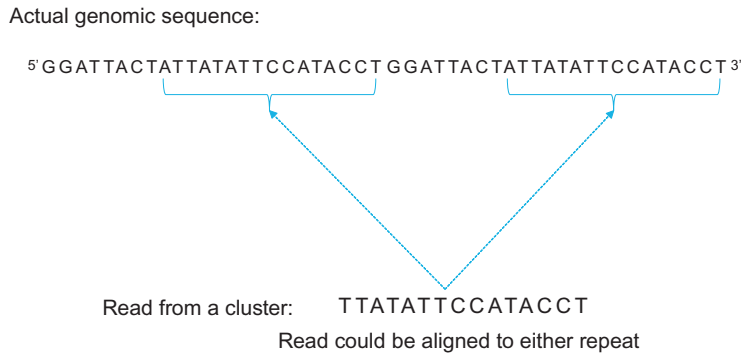 Actual genomic sequence:
5' GGATTACTATTATATTCCATACCTGGATTACTATTATATTCCATACCT 3'
Read from a cluster: TTATATTCCATACCT
Read could be aligned to either repeat